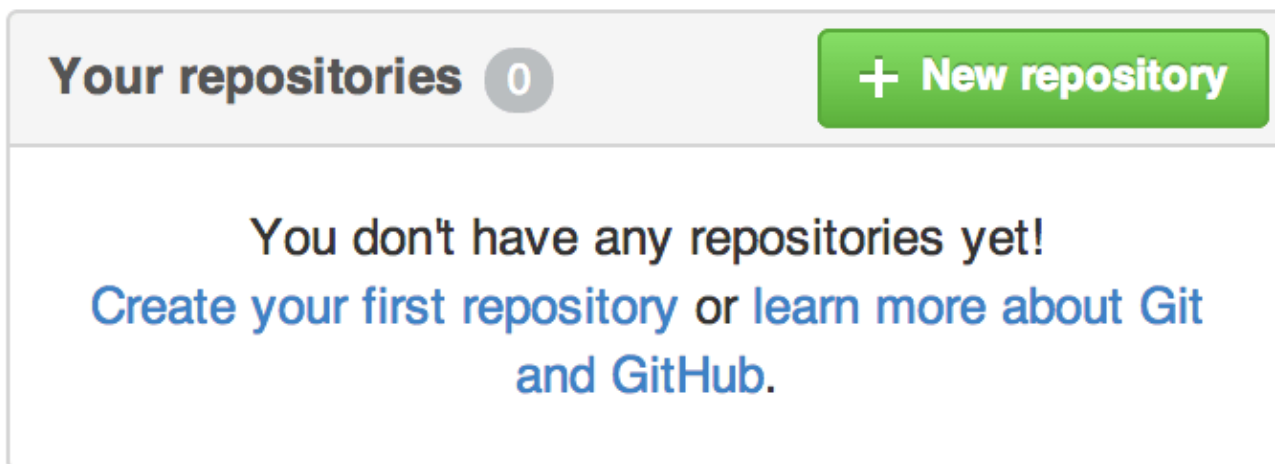 Your repositories 0 + New repository
You don't have any repositories yet!
Create your first repository or learn more about Git
and GitHub.